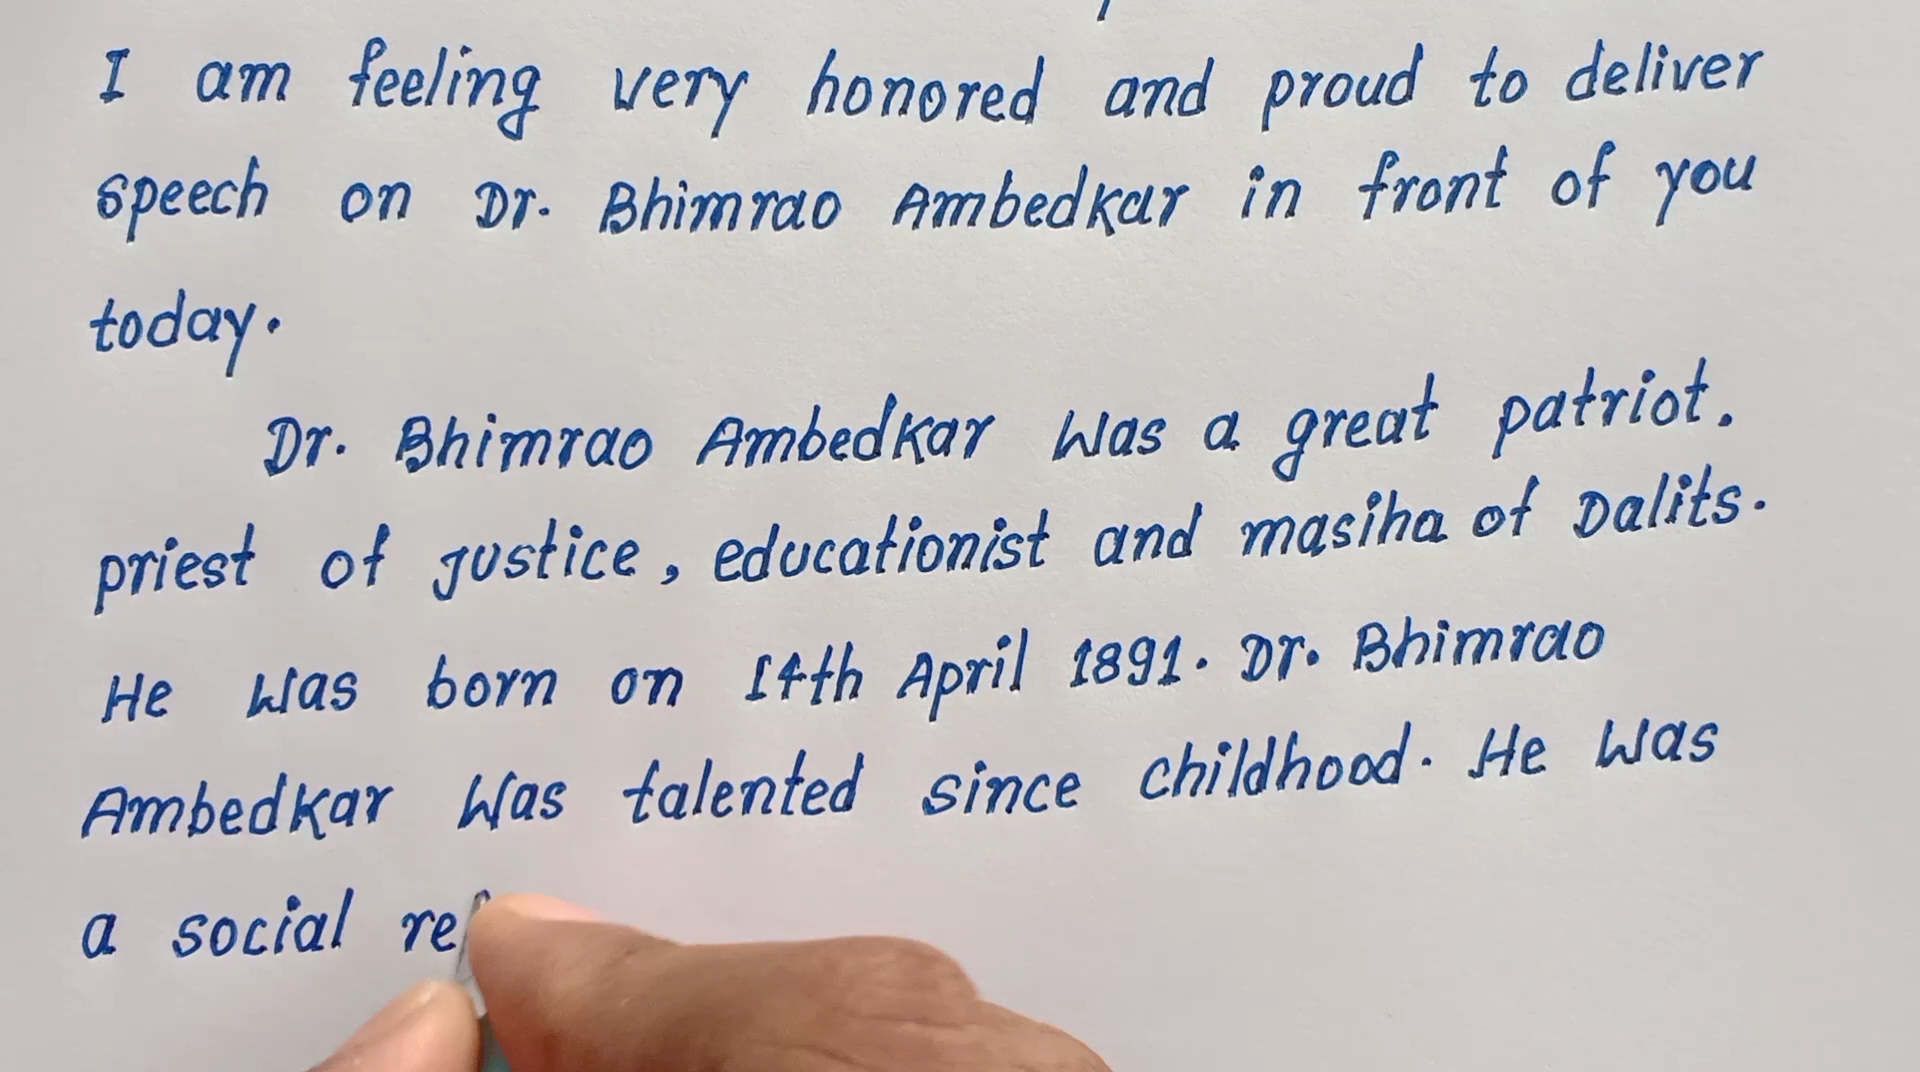 I am feeling very honored and proud to deliver
speech on Dr. Bhimrao Ambedkar in front of you
today.
Dr. Bhimrao Ambedkar was a great patriot.
priest of justice, educationist and masiha of Dalits.
He was born on 14th April 1891. Dr. Bhimrao
Ambedkar was talented since childhood. He was
a social